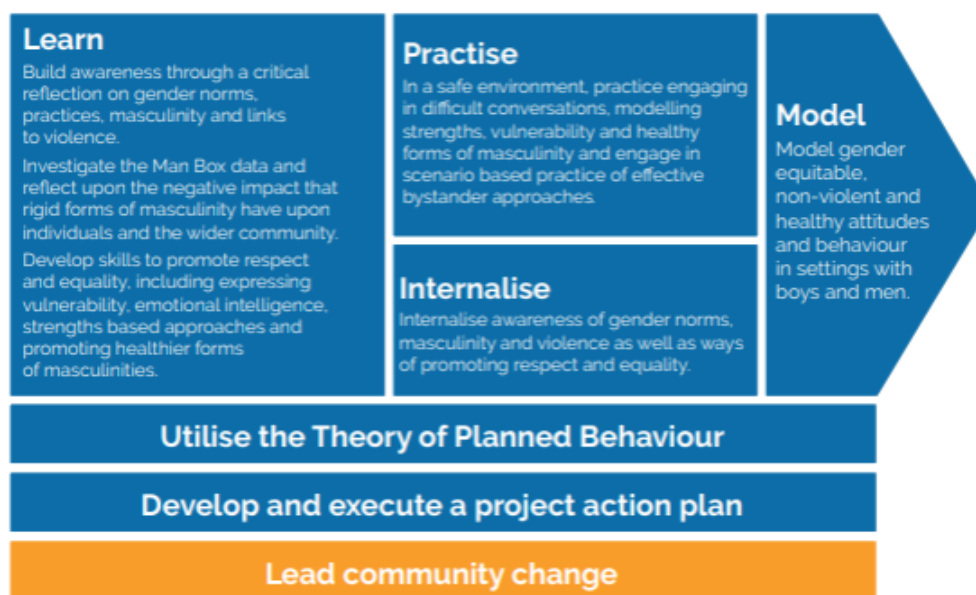 Learn
Build awareness through a critical
reflection on gender norms,
practices, masculinity and links
to violence.
Investigate the Man Box data and
reflect upon the negative impact that
rigid forms of masculinity have upon
individuals and the wider community.
Develop skills to promote respect
and equality, including expressing
vulnerability, emotional intelligence,
strengths based approaches and
promoting healthier forms
of masculinities.
Practise
In a safe environment, practice engaging
in difficult conversations, modelling
strengths, vulnerability and healthy
forms of masculinity and engage in
scenario based practice of effective
bystander approaches.
Internalise
Internalise awareness of gender norms,
masculinity and violence as well as ways
of promoting respect and equality.
Model
Model gender
equitable,
non-violent and
healthy attitudes
and behaviour
in settings with
boys and men.
Utilise the Theory of Planned Behaviour
Develop and execute a project action plan
Lead community change